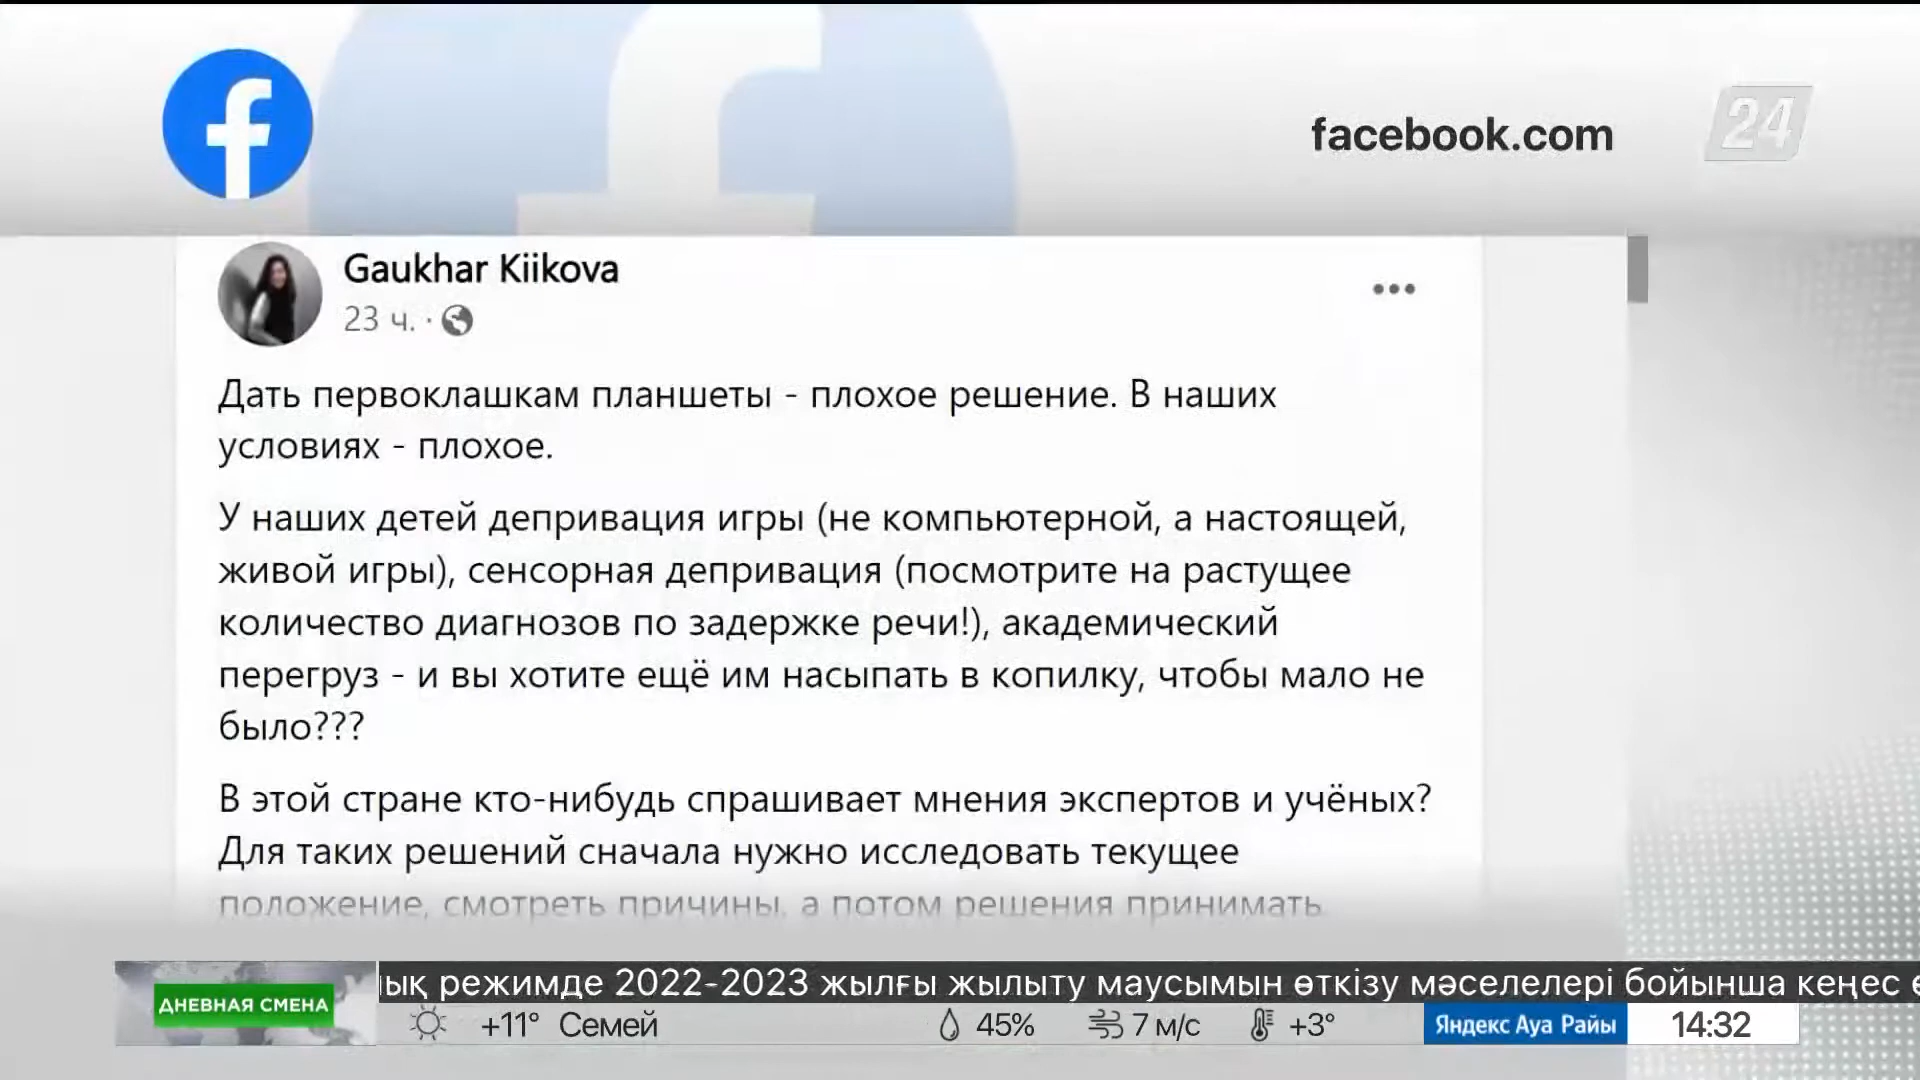 facebook.com
24
Gaukhar Kiikova
23 ч. ·
Дать первоклашкам планшеты - плохое решение. В наших
условиях - плохое.
У наших детей депривация игры (не компьютерной, а настоящей,
живой игры), сенсорная депривация (посмотрите на растущее
количество диагнозов по задержке речи!), академический
перегруз - и вы хотите ещё им насыпать в копилку, чтобы мало не
было???
В этой стране кто-нибудь спрашивает мнения экспертов и учёных?
Для таких решений сначала нужно исследовать текущее
положение, смотреть причины, а потом решения принимать
ДНЕВНАЯ СМЕНА
режимде 2022-2023 жылғы жылыту маусымын өткізу мәселелері бойынша кеңес
+11° Семей 45% 7 м/с +3° Яндекс Ауа Райы 14:32